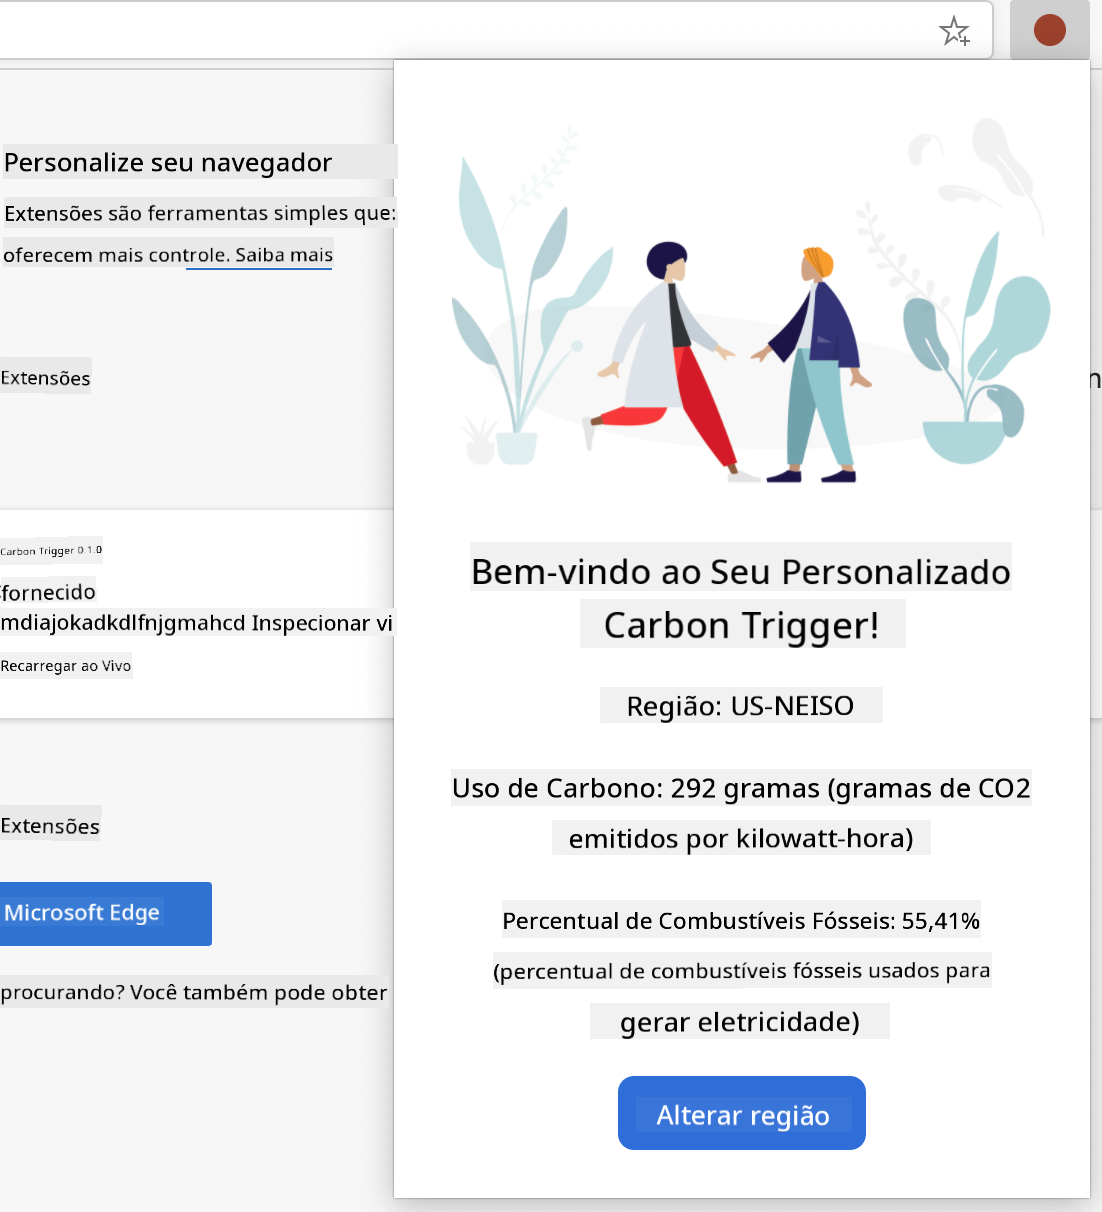 Personalize seu navegador
Extensões são ferramentas simples que:
oferecem mais controle. Saiba mais
Extensões
Carbon Trigger 0.1.0
fornecido
mdiajokadkdlfnjgmahcd Inspecionar vi
Recarregar ao Vivo
Extensões
Microsoft Edge
procurando? Você também pode obter
Bem-vindo ao Seu Personalizado
Carbon Trigger!
Região: US-NEISO
Uso de Carbono: 292 gramas (gramas de CO2
emitidos por kilowatt-hora)
Percentual de Combustíveis Fósseis: 55,41%
(percentual de combustíveis fósseis usados para
gerar eletricidade)
Alterar região